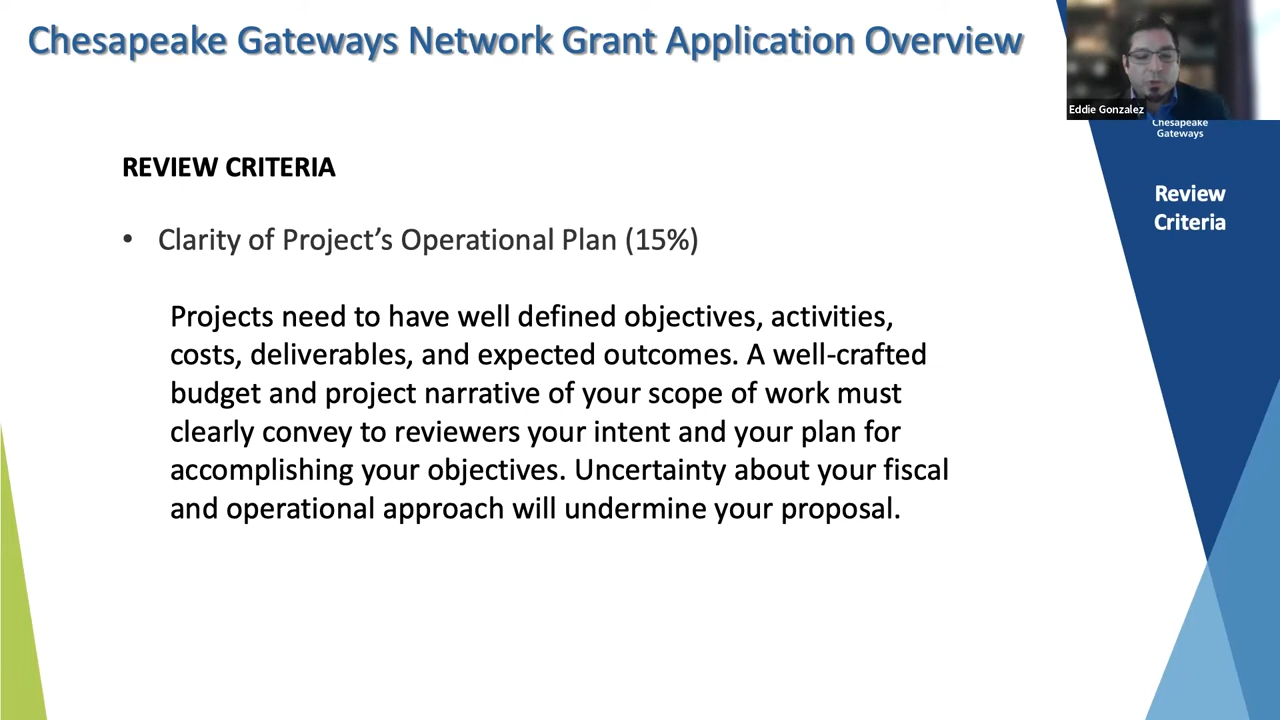 Chesapeake Gateways Network Grant Application Overview
Eddie Gonzalez
Chesapeake
Gateways
Review
Criteria
REVIEW CRITERIA
• Clarity of Project’s Operational Plan (15%)
Projects need to have well defined objectives, activities,
costs, deliverables, and expected outcomes. A well-crafted
budget and project narrative of your scope of work must
clearly convey to reviewers your intent and your plan for
accomplishing your objectives. Uncertainty about your fiscal
and operational approach will undermine your proposal.